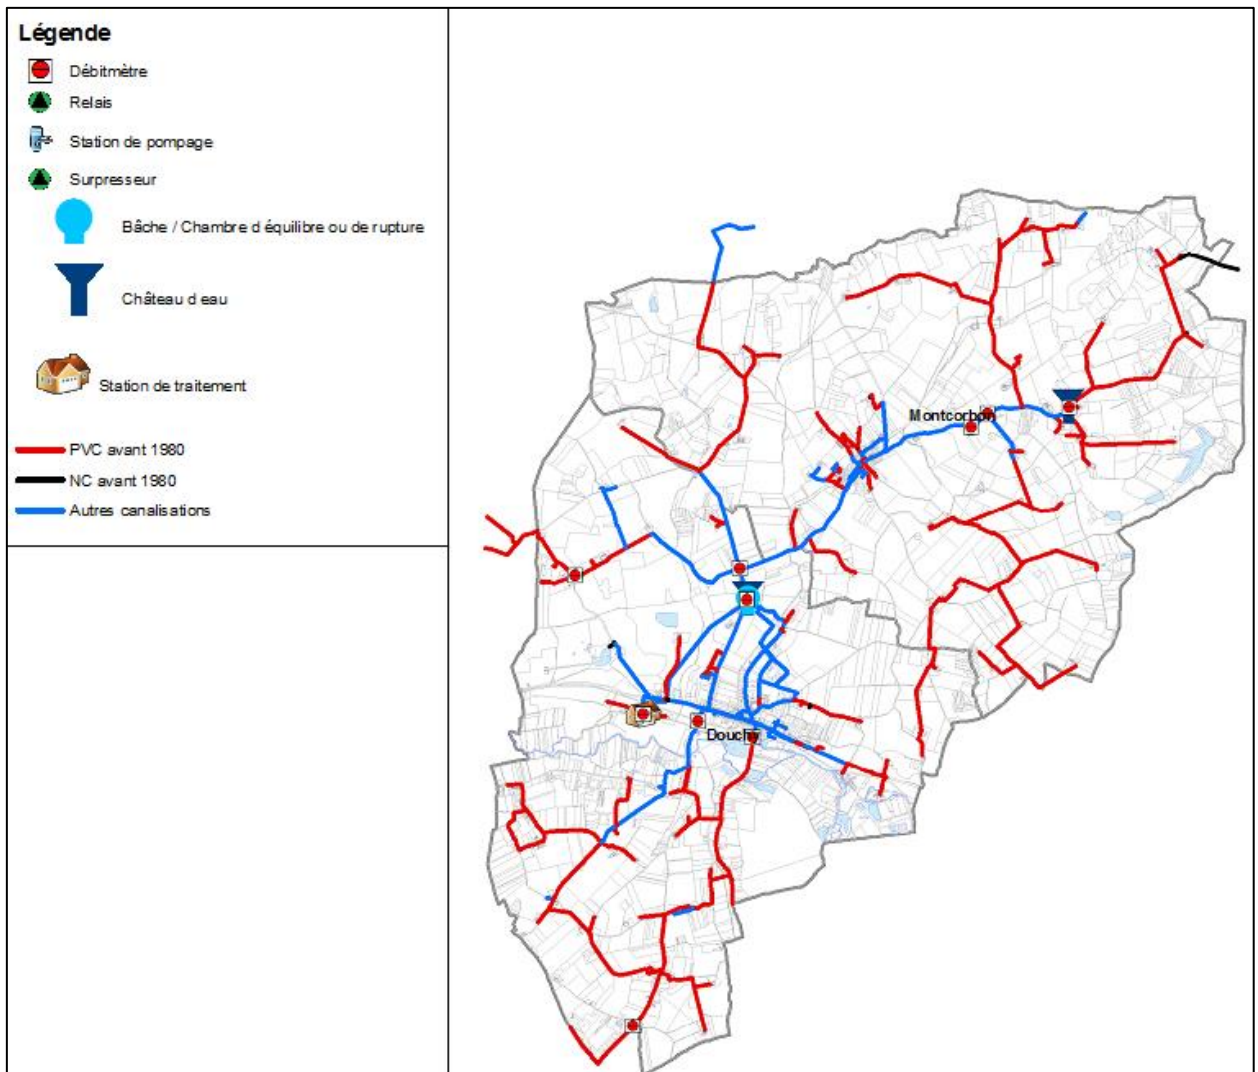 Légende
Débitmètre
Relais
Station de pompage
Surpresseur
Bâche / Chambre d équilibre ou de rupture
Château d eau
Station de traitement
PVC avant 1980
NC avant 1980
Autres canalisations
Montcorbon
Douchy